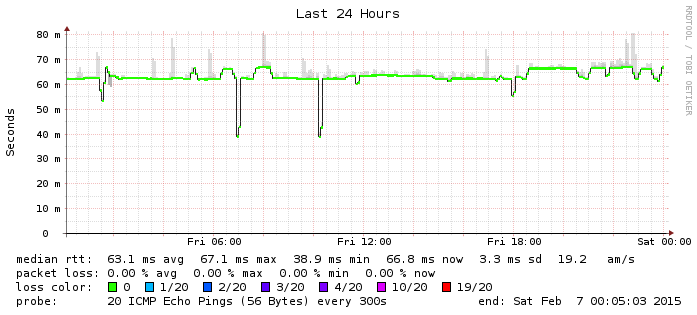 Last 24 Hours
RRDTOOL / TOBI OETIKER
Seconds
80 m
70 m
60 m
50 m
40 m
30 m
20 m
10 m
0
Fri 06:00 Fri 12:00 Fri 18:00 Sat 00:00
median rtt: 63.1 ms avg 67.1 ms max 38.9 ms min 66.8 ms now 3.3 ms sd 19.2 am/s
packet loss: 0.00 % avg 0.00 % max 0.00 % min 0.00 % now
loss color: 0 1/20 2/20 3/20 4/20 10/20 19/20
probe: 20 ICMP Echo Pings (56 Bytes) every 300s end: Sat Feb 7 00:05:03 2015